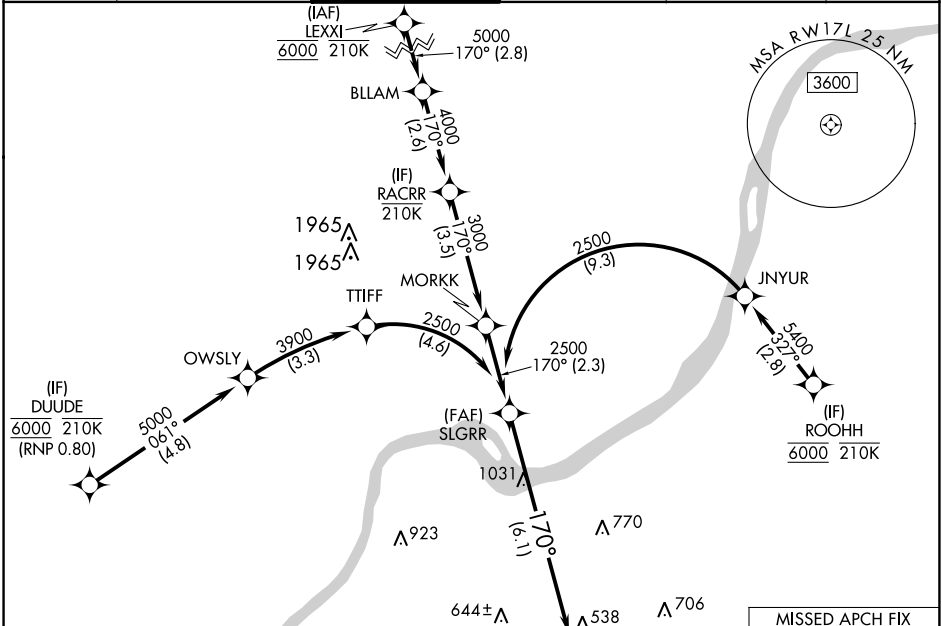 (IAF)
LEXXI
6000 210K
5000
170° (2.8)
BLLAM
4000
170°
(2.6)
(IF)
RACRR
210K
3000
170°
(3.5)
MSA RW17L 25 NM
3600
1965
1965
MORKK
2500
(9.3)
JNYUR
TTIFF
3900
(3.3)
2500
(4.6)
OWSLY
2500
170° (2.3)
5400
327°
(2.8)
(IF)
DUUDE
6000 210K
(RNP 0.80)
5000
061°
(4.8)
(FAF)
SLGRR
(IF)
ROOHH
6000 210K
1031
170°
(6.1)
923
770
644±
538
706
MISSED APCH FIX